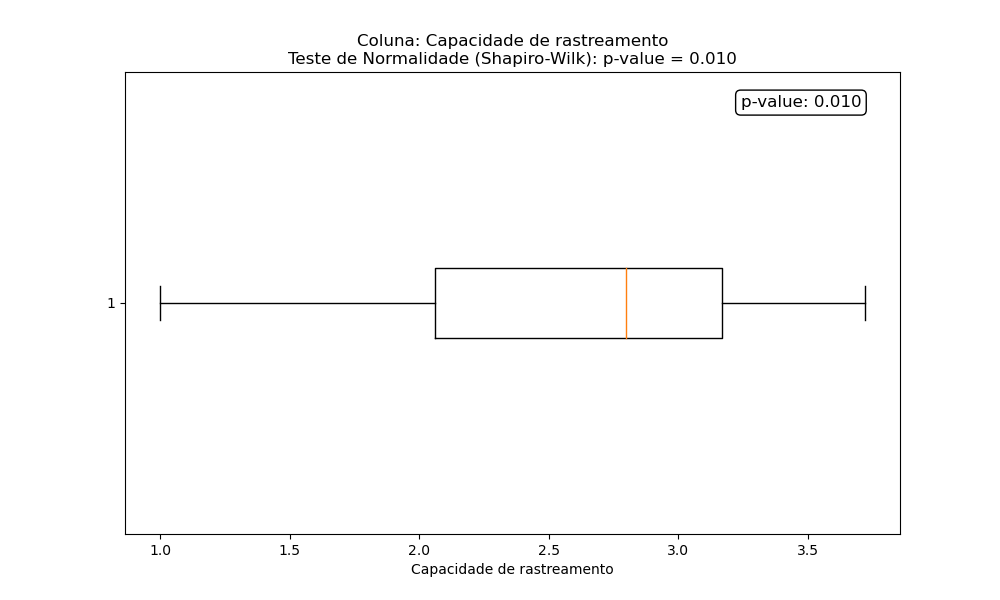 Coluna: Capacidade de rastreamento
Teste de Normalidade (Shapiro-Wilk): p-value = 0.010
p-value: 0.010
1
1.0 1.5 2.0 2.5 3.0 3.5
Capacidade de rastreamento